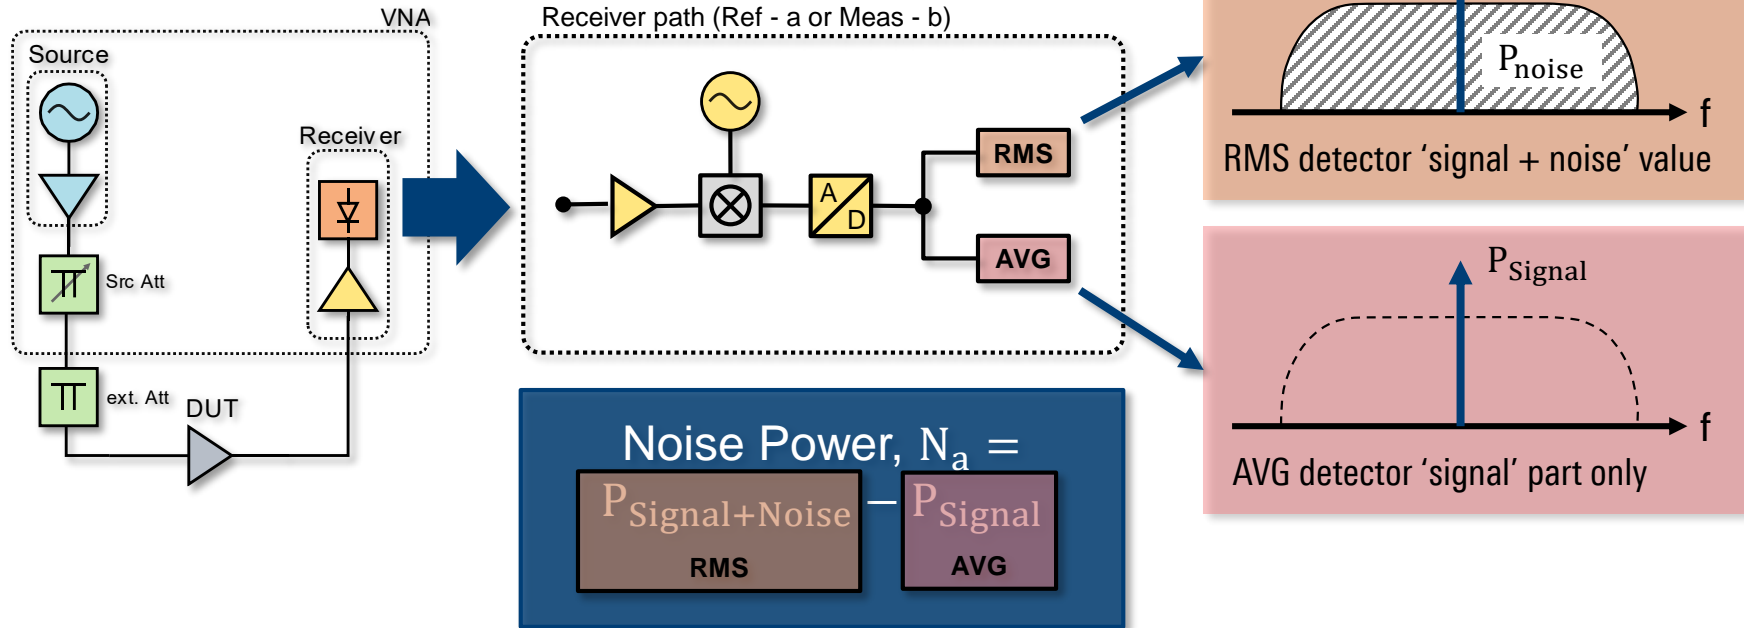 VNA
Source
Receiver
Src Att
ext. Att
DUT
Receiver path (Ref - a or Meas - b)
A
D
RMS
AVG
Noise Power, Na =
PSignal+Noise − PSignal
RMS AVG
Pnoise
f
RMS detector ‘signal + noise’ value
PSignal
f
AVG detector ‘signal’ part only